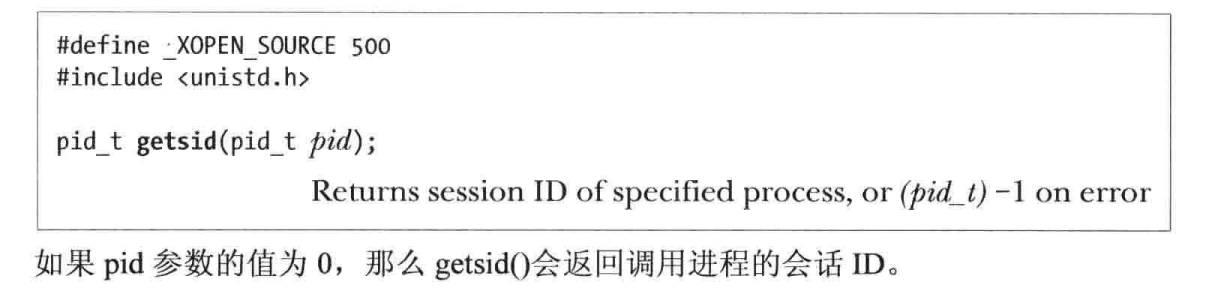 #define _XOPEN_SOURCE 500
#include <unistd.h>
pid_t getsid(pid_t pid);
Returns session ID of specified process, or (pid_t) −1 on error
如果 pid 参数的值为 0，那么 getsid()会返回调用进程的会话 ID。